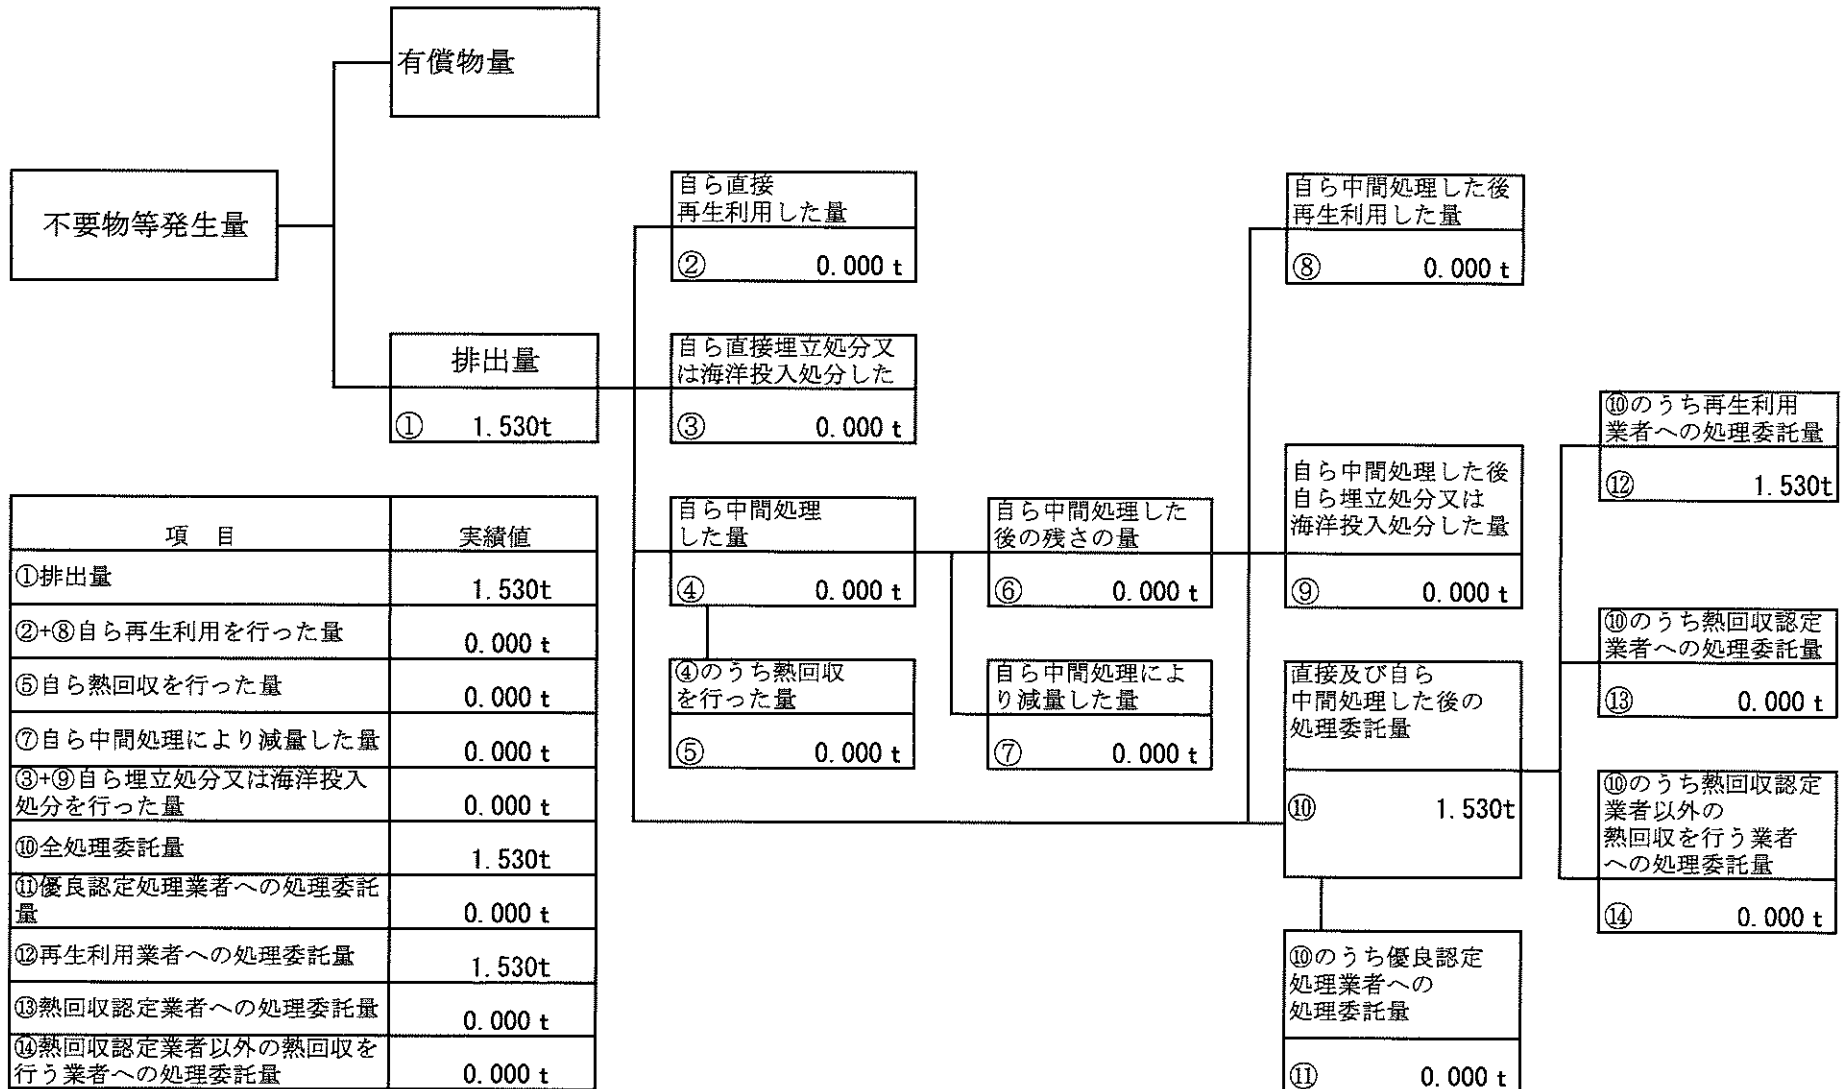 有償物量
不要物等発生量
排出量
① 1.530t
自ら直接
再生利用した量
② 0.000 t
自ら直接埋立処分又
は海洋投入処分した
③ 0.000 t
自ら中間処理
した量
④ 0.000 t
④のうち熱回収
を行った量
⑤ 0.000 t
自ら中間処理した
後の残さの量
⑥ 0.000 t
自ら中間処理によ
り減量した量
⑦ 0.000 t
自ら中間処理した後
再生利用した量
⑧ 0.000 t
自ら中間処理した後
自ら埋立処分又は
海洋投入処分した量
⑨ 0.000 t
直接及び自ら
中間処理した後の
処理委託量
⑩ 1.530t
⑩のうち優良認定
処理業者への
処理委託量
⑪ 0.000 t
⑩のうち再生利用
業者への処理委託量
⑫ 1.530t
⑩のうち熱回収認定
業者への処理委託量
⑬ 0.000 t
⑩のうち熱回収認定
業者以外の
熱回収を行う業者
への処理委託量
⑭ 0.000 t
項 目 実績値
①排出量 1.530t
②+⑧自ら再生利用を行った量 0.000 t
⑤自ら熱回収を行った量 0.000 t
⑦自ら中間処理により減量した量 0.000 t
③+⑨自ら埋立処分又は海洋投入
処分を行った量 0.000 t
⑩全処理委託量 1.530t
⑪優良認定処理業者への処理委託
量 0.000 t
⑫再生利用業者への処理委託量 1.530t
⑬熱回収認定業者への処理委託量 0.000 t
⑭熱回収認定業者以外の熱回収を
行う業者への処理委託量 0.000 t